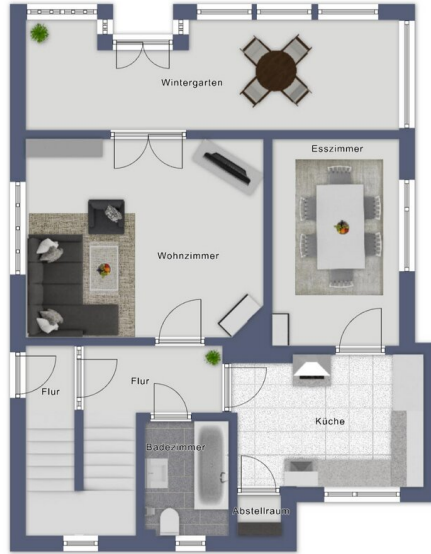 Wintergarten
Esszimmer
Wohnzimmer
Flur
Flur
Küche
Badezimmer
Abstellraum